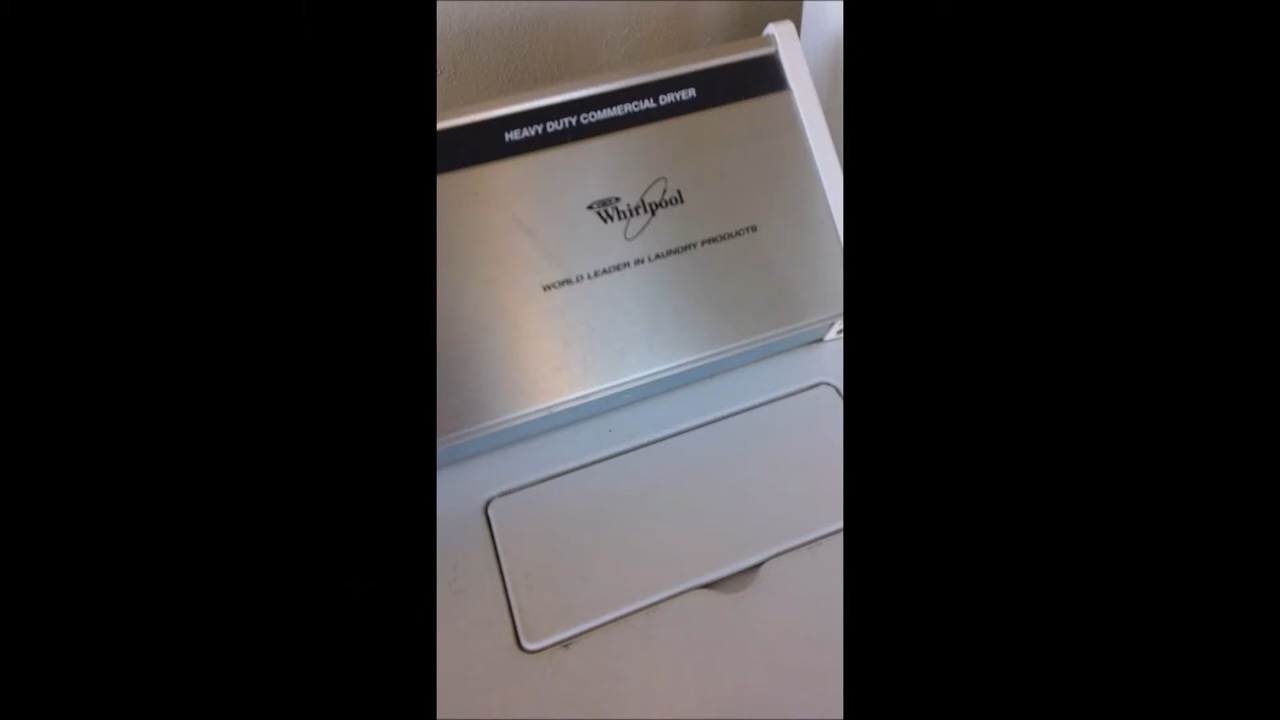 HEAVY DUTY COMMERCIAL DRYER
Whirlpool
WORLD LEADER IN LAUNDRY PRODUCTS